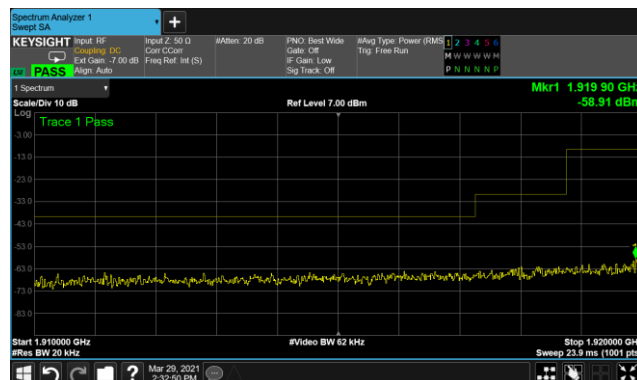 Spectrum Analyzer 1
Swept SA
+
KEYSIGHT Input: RF Input Z: 50 Ω #Atten: 20 dB PNO: Best Wide #Avg Type: Power (RMS 1 2 3 4 5 6
Coupling: DC Corr CCorr Gate: Off Trig: Free Run M W W W W M
Ext Gain: -7.00 dB Freq Ref: Int (S) IF Gain: Low
LXI PASS Align: Auto Sig Track: Off P N N N N P
1 Spectrum Mkr1 1.919 90 GHz
Scale/Div 10 dB Ref Level 7.00 dBm -58.91 dBm
Log
Trace 1 Pass
-3.00
-13.0
-23.0
-33.0
-43.0
-53.0
-63.0
-73.0
-83.0
Start 1.910000 GHz #Video BW 62 kHz Stop 1.920000 GH
#Res BW 20 kHz Sweep 23.9 ms (1001 pts
? Mar 29, 2021
2:32:50 PM